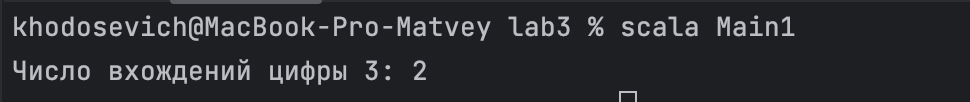 khodosevich@MacBook-Pro-Matvey lab3 % scala Main1
Число вхождений цифры 3: 2